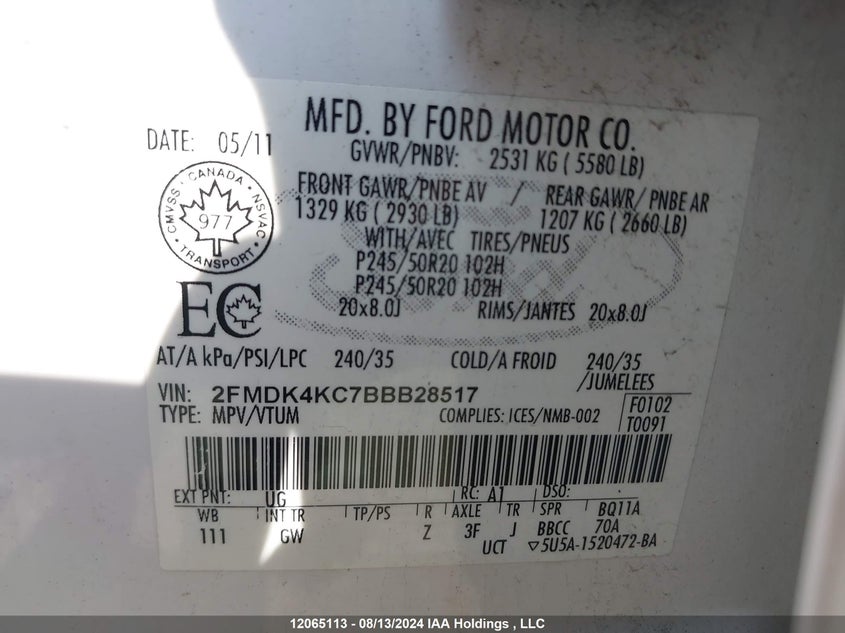 MFD. BY FORD MOTOR CO.
DATE: 05/11
GVWR/PNBV: 2531 KG ( 5580 LB)
FRONT GAWR/PNBE AV / REAR GAWR/ PNBE AR
1329 KG ( 2930 LB) 1207 KG ( 2660 LB)
WITH/AVEC TIRES/PNEUS
P245/50R20 102H
P245/50R20 102H
20x8.0J RIMS/JANTES 20x8.0J
CANADA
CMVSS NSVAC
977
TRANSPORT
EC
AT/A kPa/PSI/LPC 240/35 COLD/A FROID 240/35
/JUMELEES
VIN: 2FMDK4KC7BBB28517
TYPE: MPV/VTUM COMPLIES: ICES/NMB-002
F0102
T0091
EXT PNT: UG RC: A1 DSO:
WB INT TR TP/PS R AXLE TR SPR BQ11A
111 GW Z 3F J BBCC 70A
UCT ▽5U5A-1520472-BA
12065113 - 08/13/2024 IAA Holdings , LLC